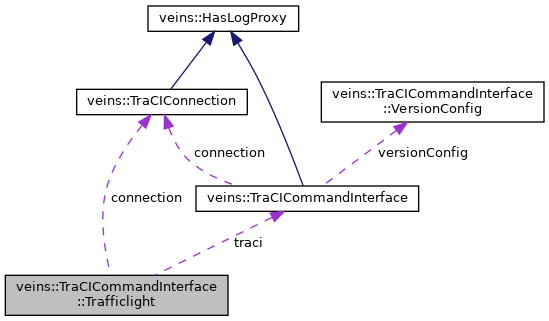 veins::HasLogProxy
veins::TraCIConnection
veins::TraCICommandInterface
::VersionConfig
connection
versionConfig
connection
veins::TraCICommandInterface
traci
veins::TraCICommandInterface
::Trafficlight